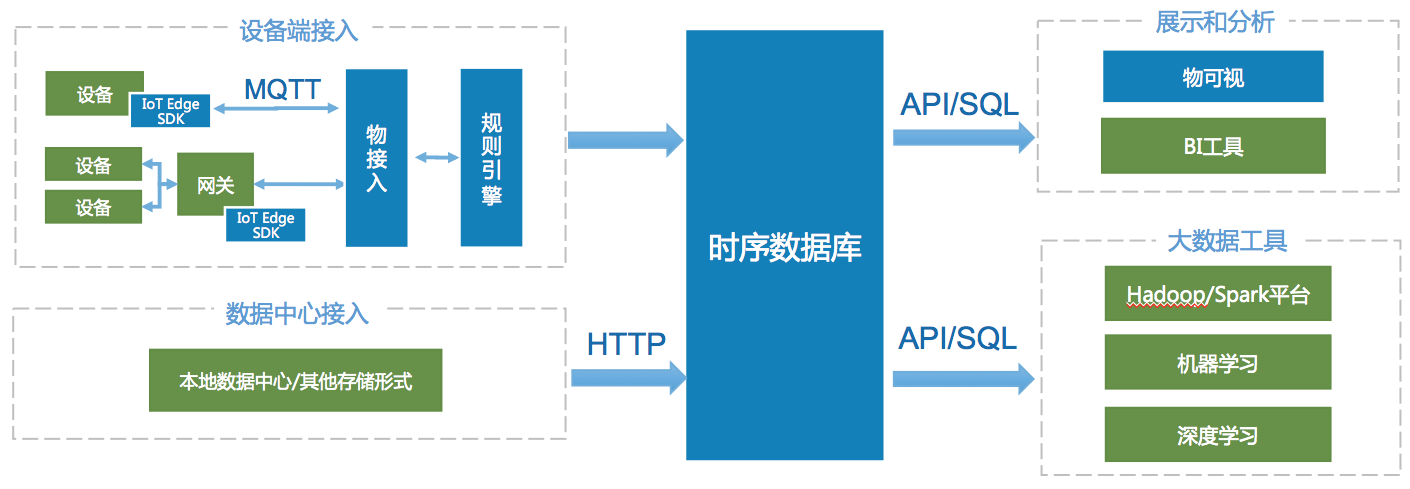 设备端接入
设备
IoT Edge
SDK
MQTT
设备
设备
网关
IoT Edge
SDK
物接入
规则引擎
数据中心接入
本地数据中心/其他存储形式
HTTP
时序数据库
API/SQL
API/SQL
展示和分析
物可视
BI工具
大数据工具
Hadoop/Spark平台
机器学习
深度学习